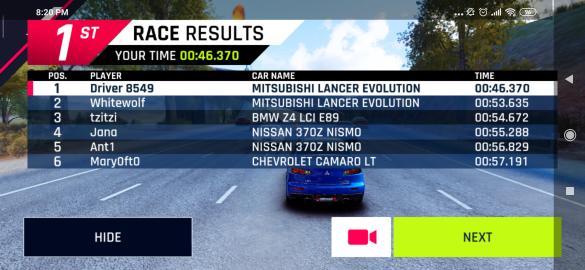 8:20 PM
1ST
RACE RESULTS
YOUR TIME 00:46.370
POS. PLAYER CAR NAME TIME
1 Driver 8549 MITSUBISHI LANCER EVOLUTION 00:46.370
2 Whitewolf MITSUBISHI LANCER EVOLUTION 00:53.635
3 tzitzi BMW Z4 LCI E89 00:54.672
4 Jana NISSAN 370Z NISMO 00:55.288
5 Ant1 NISSAN 370Z NISMO 00:56.829
6 MaryOft0 CHEVROLET CAMARO LT 00:57.191
HIDE
NEXT